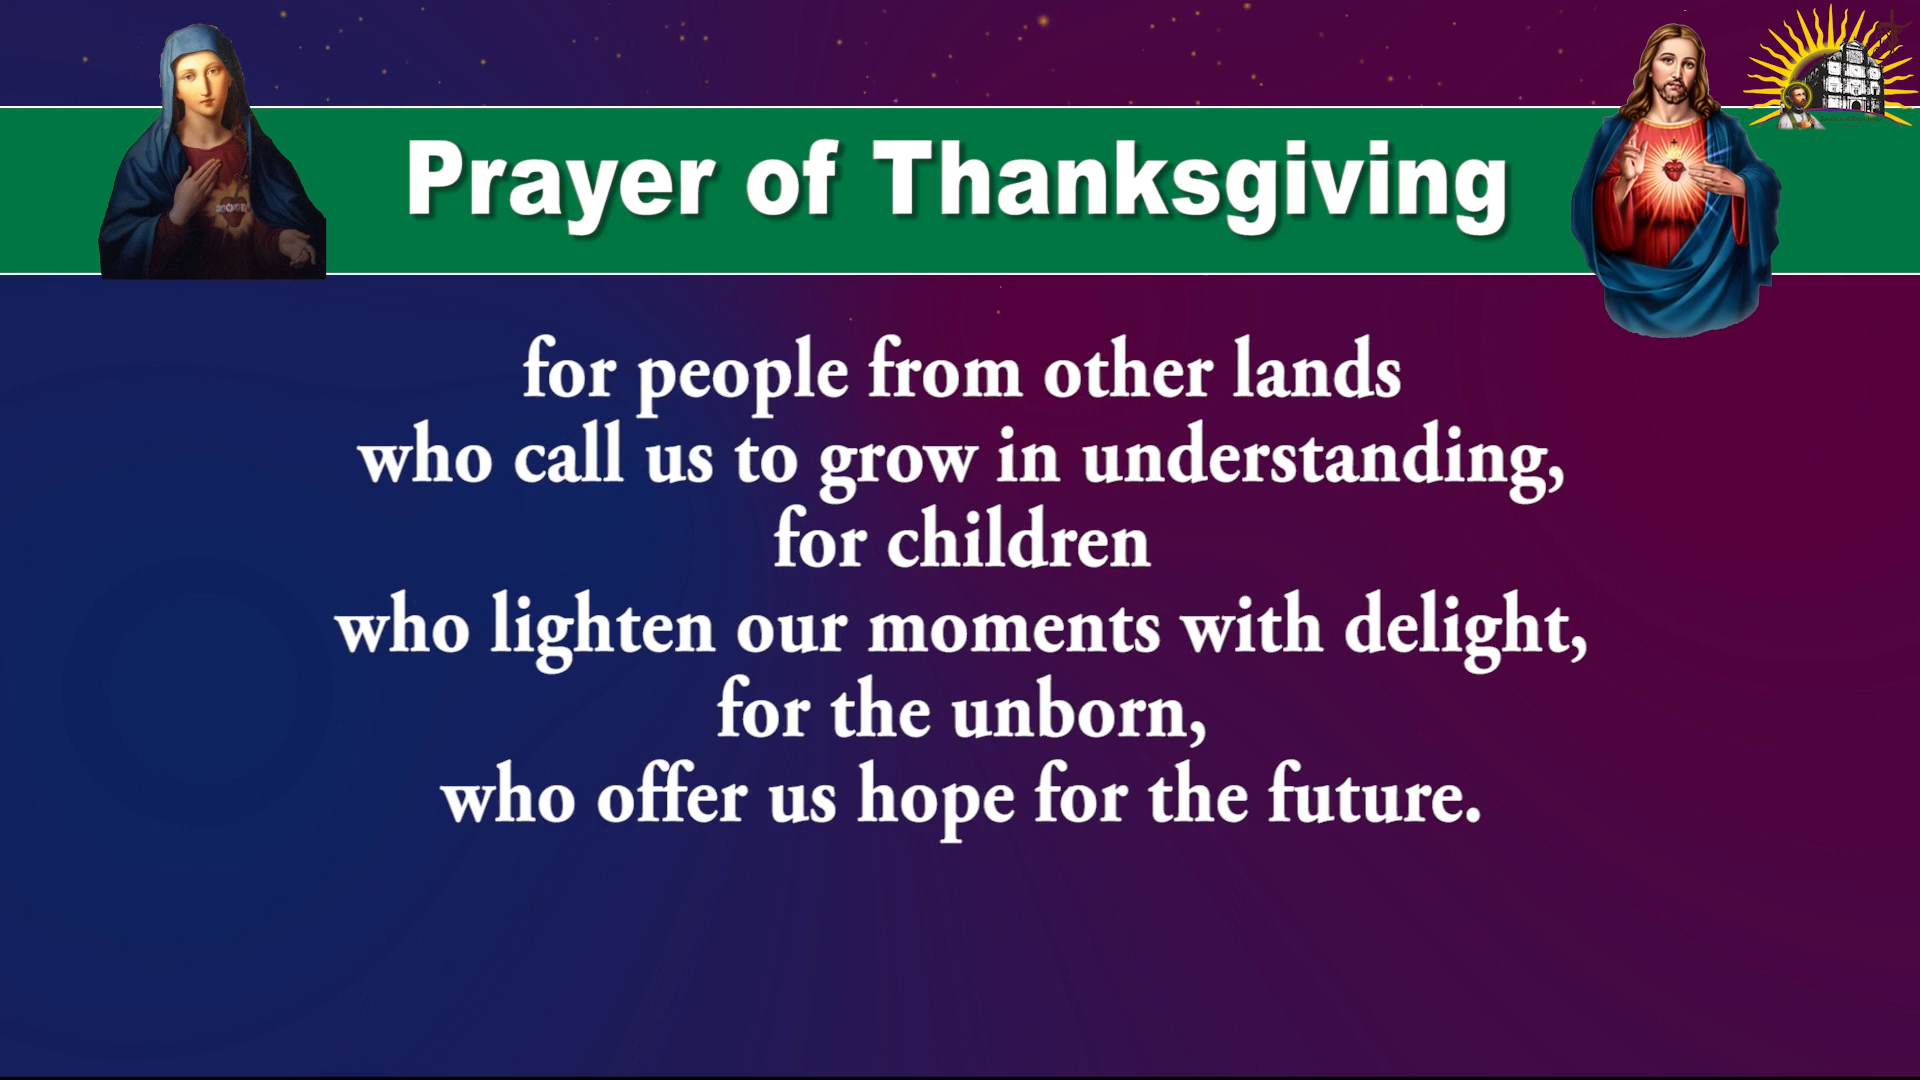 Prayer of Thanksgiving
for people from other lands
who call us to grow in understanding,
for children
who lighten our moments with delight,
for the unborn,
who offer us hope for the future.